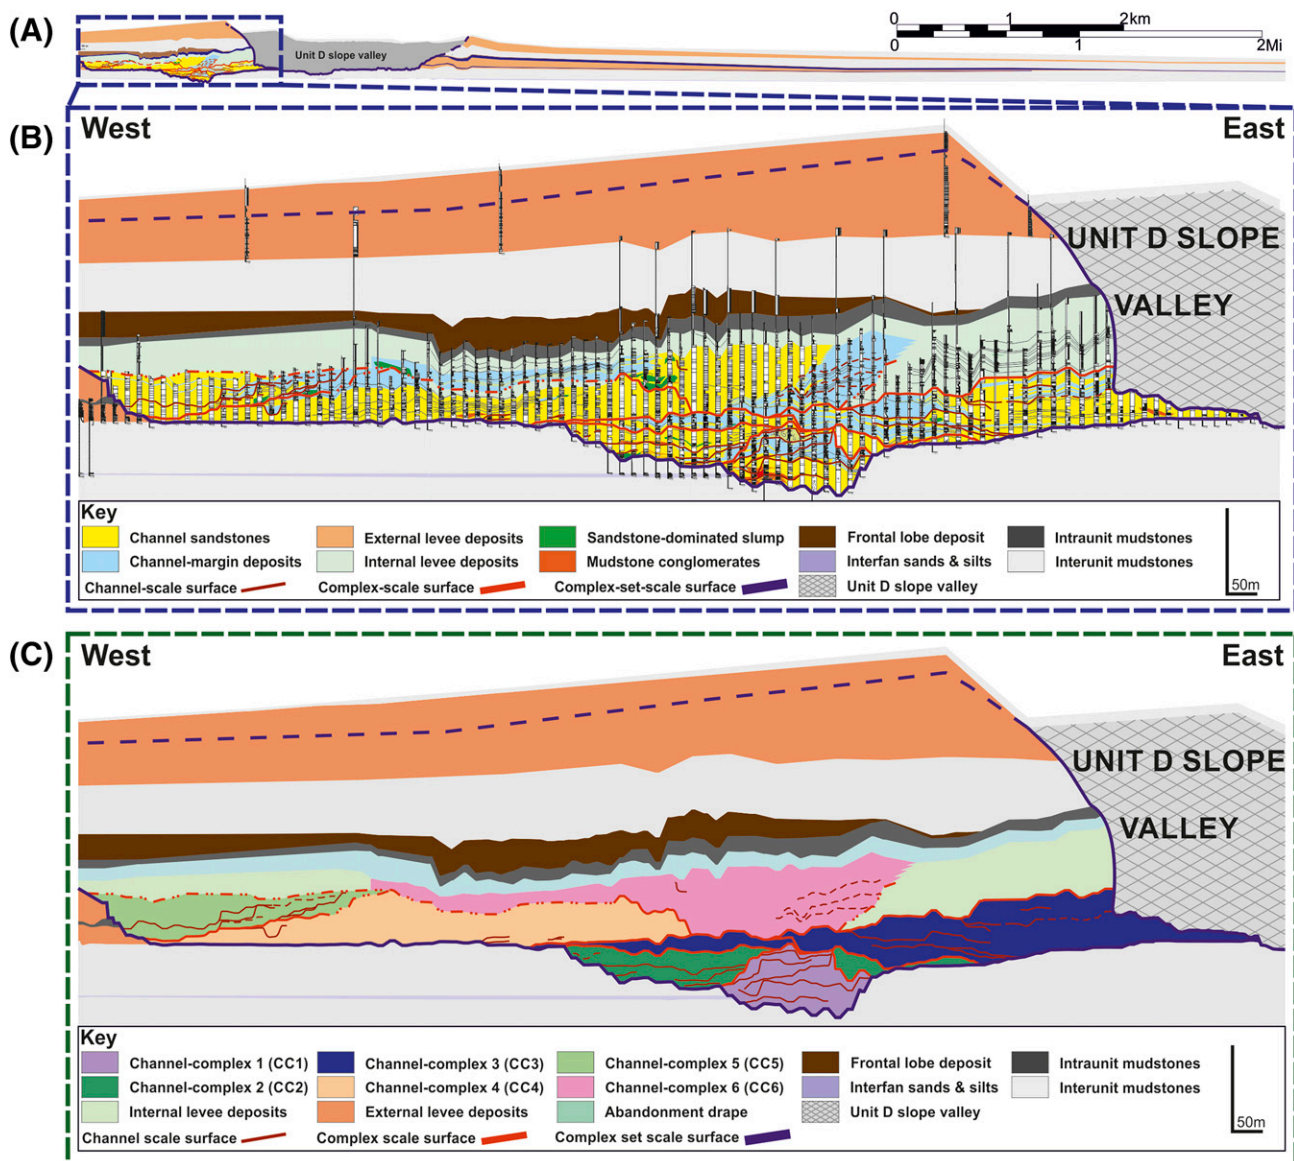 (A)
0 1 2km
0 1 2Mi
Unit D slope valley
(B)
West East
UNIT D SLOPE
VALLEY
Key
Channel sandstones External levee deposits Sandstone-dominated slump Frontal lobe deposit Intraunit mudstones
Channel-margin deposits Internal levee deposits Mudstone conglomerates Interfan sands & silts Interunit mudstones
Channel-scale surface Complex-scale surface Complex-set-scale surface Unit D slope valley
50m
(C)
West East
UNIT D SLOPE
VALLEY
Key
Channel-complex 1 (CC1) Channel-complex 3 (CC3) Channel-complex 5 (CC5) Frontal lobe deposit Intraunit mudstones
Channel-complex 2 (CC2) Channel-complex 4 (CC4) Channel-complex 6 (CC6) Interfan sands & silts Interunit mudstones
Internal levee deposits External levee deposits Abandonment drape Unit D slope valley
Channel scale surface Complex scale surface Complex set scale surface
50m